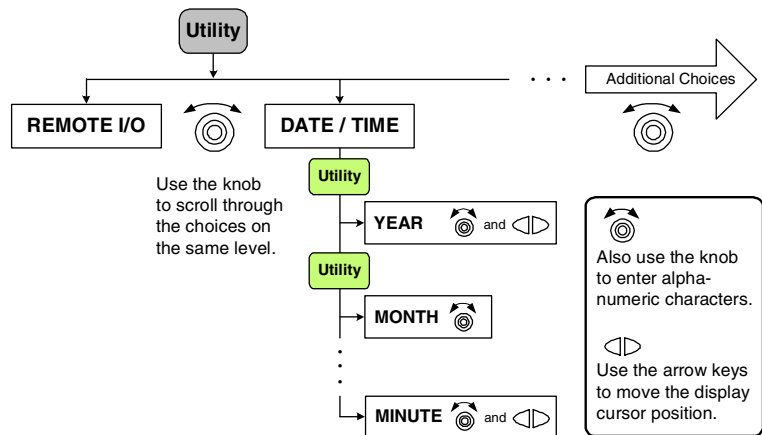 Utility
. . .
Additional Choices
REMOTE I/O
DATE / TIME
Use the knob
to scroll through
the choices on
the same level.
Utility
YEAR and
Utility
MONTH
MINUTE and
Also use the knob
to enter alpha-
numeric characters.
Use the arrow keys
to move the display
cursor position.